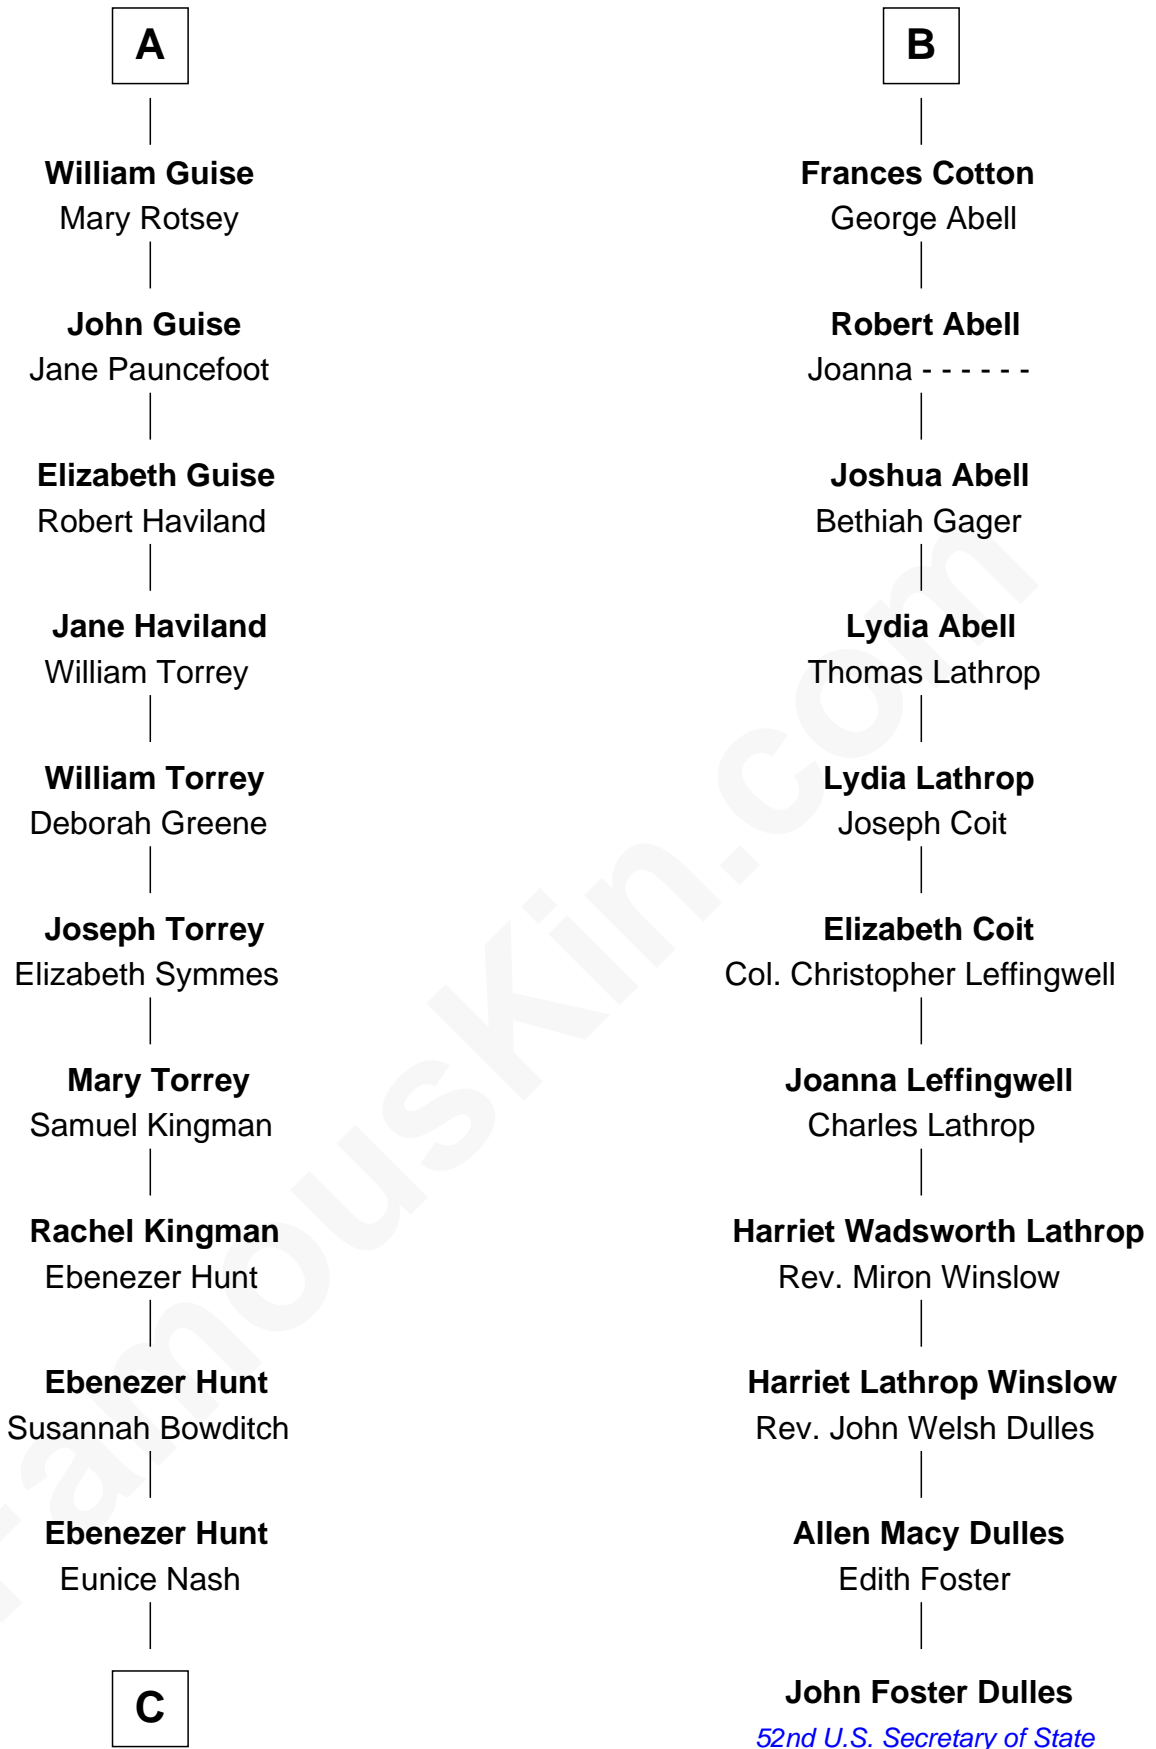 A
William Guise
Mary Rotsey
John Guise
Jane Pauncefoot
Elizabeth Guise
Robert Haviland
Jane Haviland
William Torrey
William Torrey
Deborah Greene
Joseph Torrey
Elizabeth Symmes
Mary Torrey
Samuel Kingman
Rachel Kingman
Ebenezer Hunt
Ebenezer Hunt
Susannah Bowditch
Ebenezer Hunt
Eunice Nash
C
B
Frances Cotton
George Abell
Robert Abell
Joanna - - - - - -
Joshua Abell
Bethiah Gager
Lydia Abell
Thomas Lathrop
Lydia Lathrop
Joseph Coit
Elizabeth Coit
Col. Christopher Leffingwell
Joanna Leffingwell
Charles Lathrop
Harriet Wadsworth Lathrop
Rev. Miron Winslow
Harriet Lathrop Winslow
Rev. John Welsh Dulles
Allen Macy Dulles
Edith Foster
John Foster Dulles
52nd U.S. Secretary of State
FamousKin.com